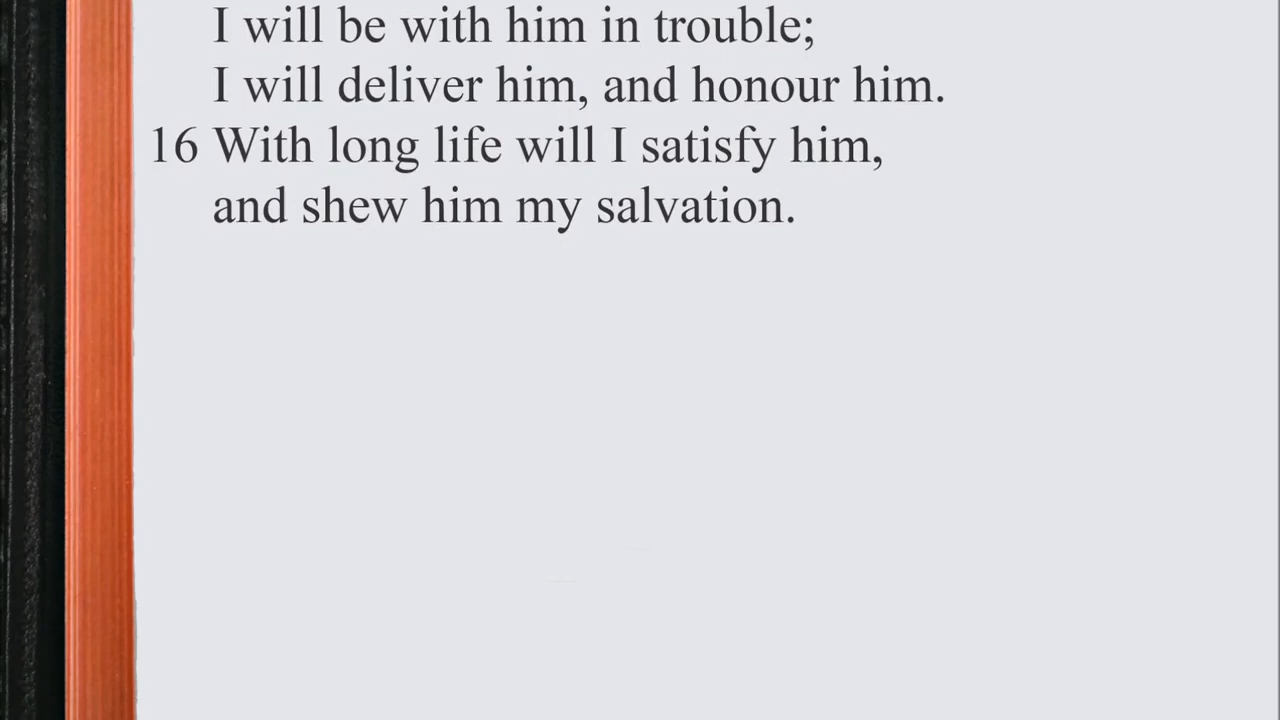 I will be with him in trouble;
I will deliver him, and honour him.
16 With long life will I satisfy him,
and shew him my salvation.